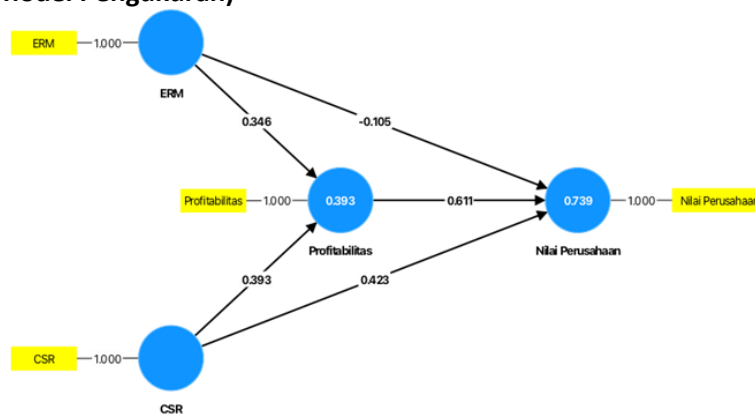 Model Pengukuran)
ERM
1.000
ERM
0.346
-0.105
Profitabilitas
1.000
0.393
0.611
0.739
1.000
Nilai Perusahaan
Profitabilitas
Nilai Perusahaan
0.393
0.423
CSR
1.000
CSR